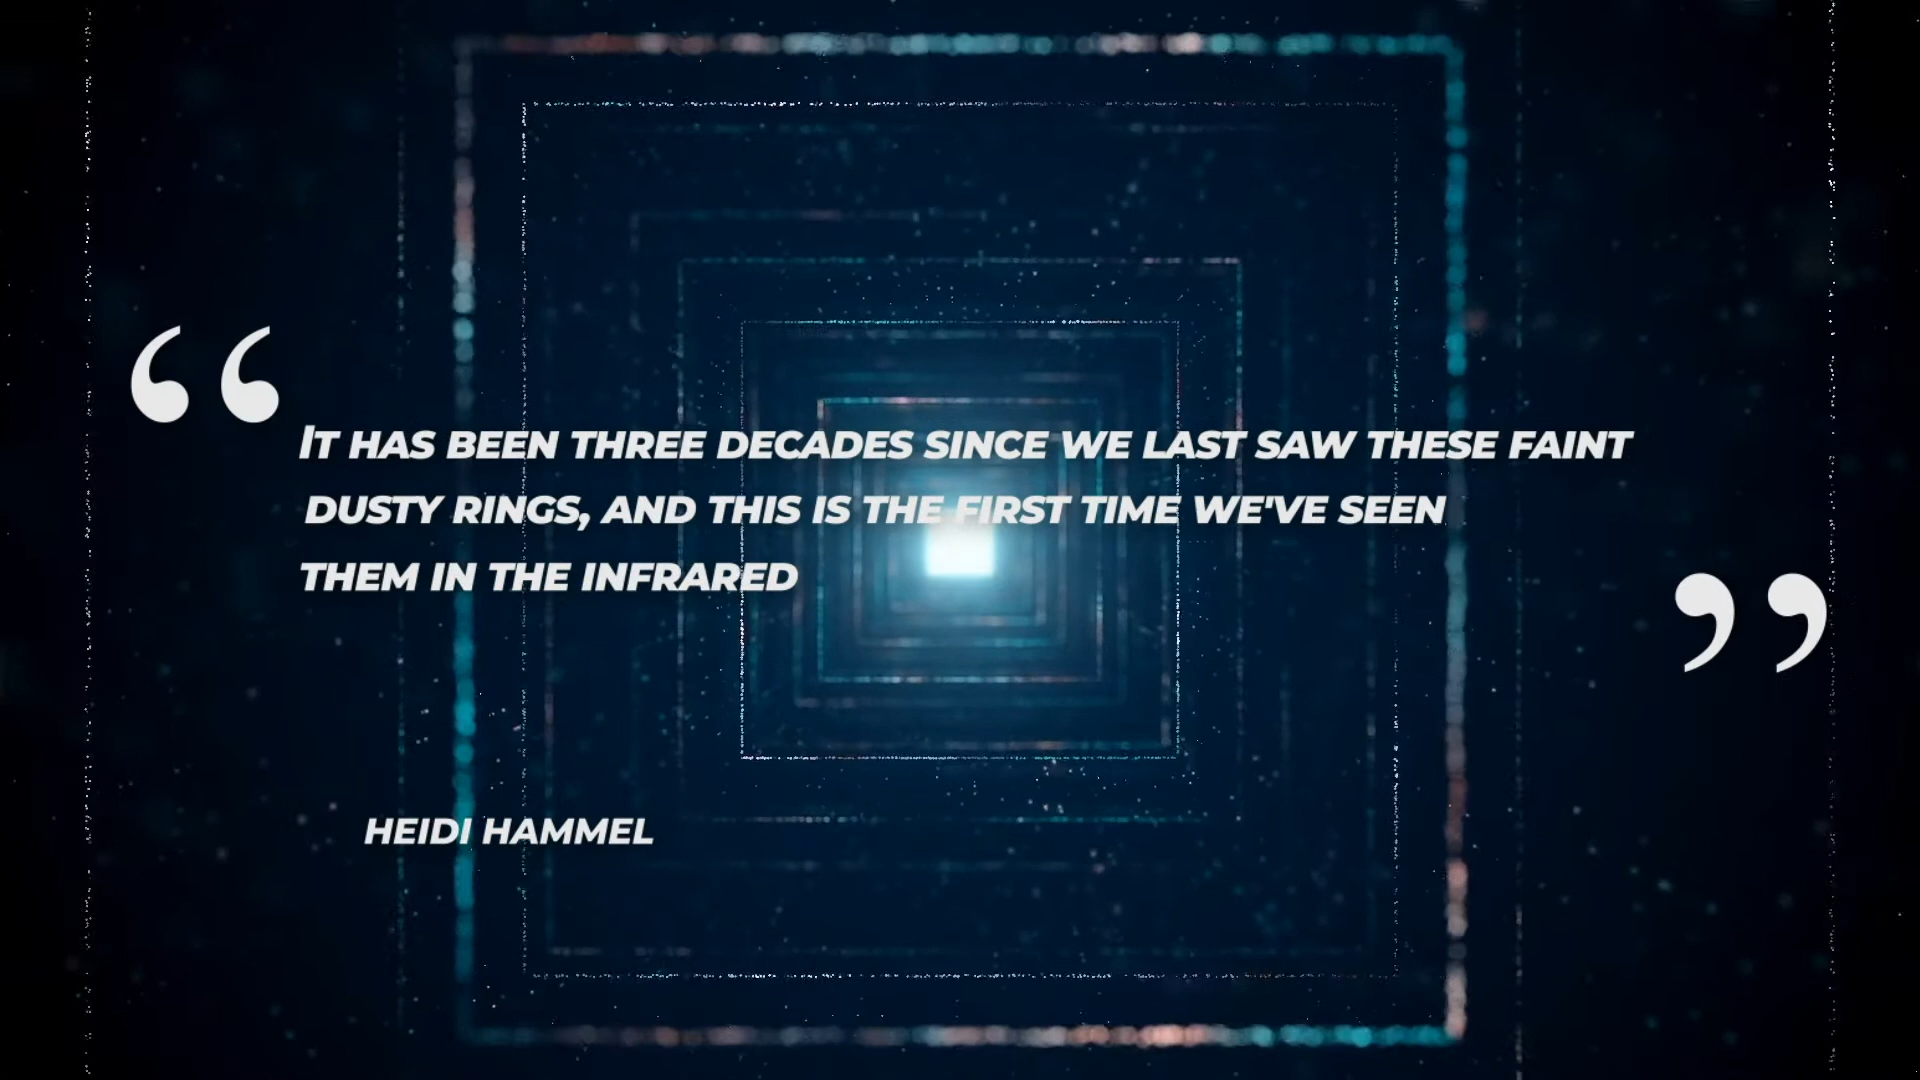 “
IT HAS BEEN THREE DECADES SINCE WE LAST SAW THESE FAINT
DUSTY RINGS, AND THIS IS THE FIRST TIME WE'VE SEEN
THEM IN THE INFRARED
”
HEIDI HAMMEL